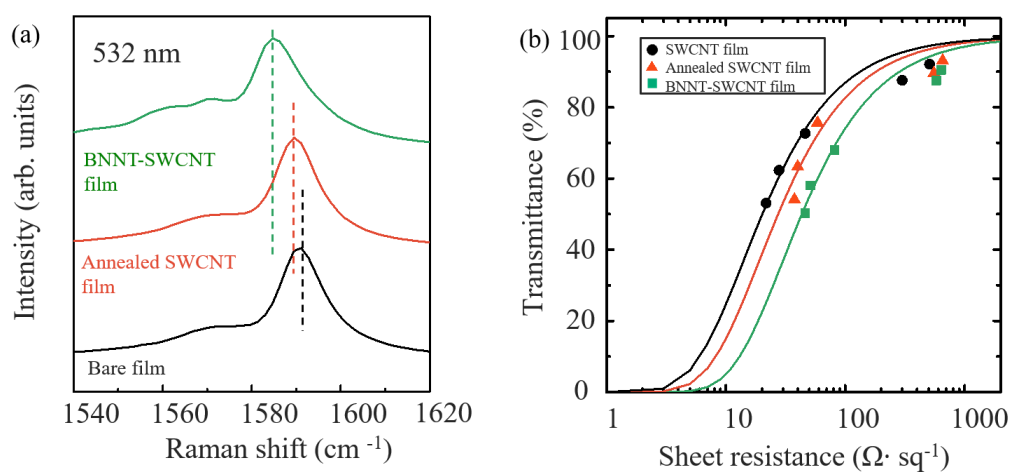 (a)
532 nm
BNNT-SWCNT
film
Annealed SWCNT
film
Bare film
Intensity (arb. units)
1540 1560 1580 1600 1620
Raman shift (cm -1)
(b)
SWCNT film
Annealed SWCNT film
BNNT-SWCNT film
Transmittance (%)
100
80
60
40
20
0
1 10 100 1000
Sheet resistance (Ω· sq-1)